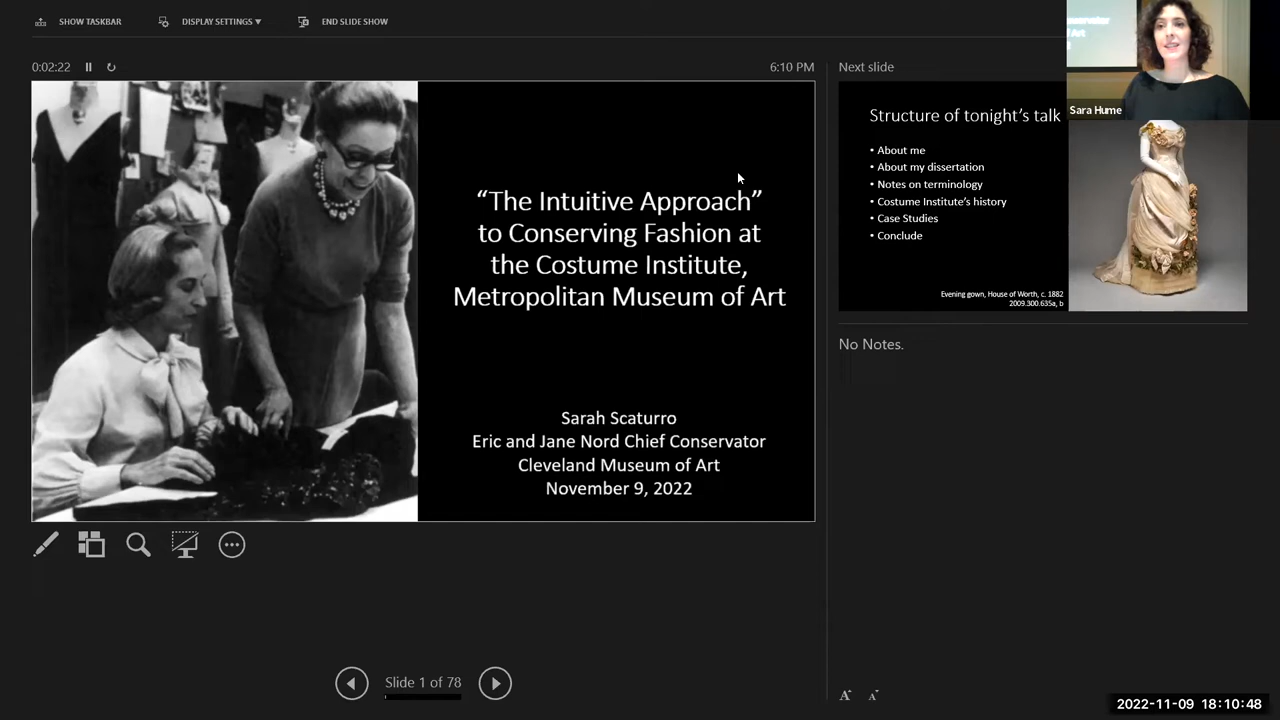 SHOW TASKBAR
DISPLAY SETTINGS ▼
END SLIDE SHOW
0:02:22
6:10 PM
“The Intuitive Approach”
to Conserving Fashion at
the Costume Institute,
Metropolitan Museum of Art
Sarah Scaturro
Eric and Jane Nord Chief Conservator
Cleveland Museum of Art
November 9, 2022
Slide 1 of 78
Next slide
Structure of tonight’s talk
• About me
• About my dissertation
• Notes on terminology
• Costume Institute’s history
• Case Studies
• Conclude
Evening gown, House of Worth, c. 1882
2009.300.635a, b
Sara Hume
No Notes.
A A
2022-11-09 18:10:48